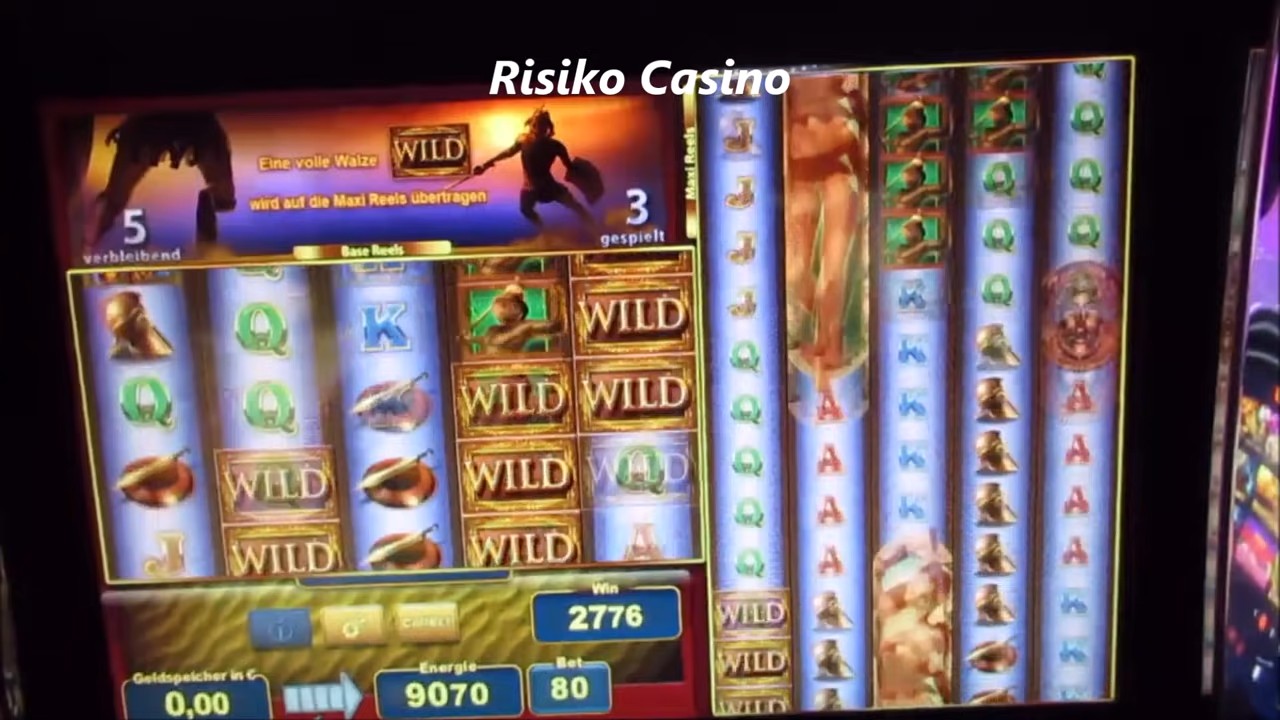 Risiko Casino
Eine volle Walze WILD
wird auf die Maxi Reels übertragen
5
verbleibend
3
gespielt
Base Reels
Maxi Reels
Q K WILD
Q Q WILD WILD
WILD WILD WILD Q
J WILD WILD A
J Q
J Q Q
J Q Q
J K Q
Q K
Q A K A
Q A K A
Q A K A
Q A A
WILD K
WILD K
WILD
Win
2776
COLLECT
Geldspeicher in €
0,00
Energie
9070
Bet
80